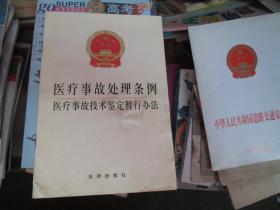 SUPER
高考
医疗事故处理条例
医疗事故技术鉴定暂行办法
法律出版社
中华人民共和国道路交通安